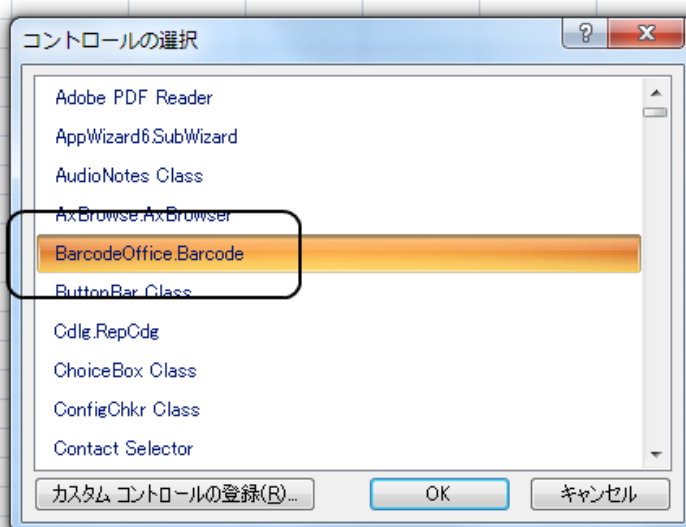 コントロールの選択
Adobe PDF Reader
AppWizard6.SubWizard
AudioNotes Class
AxBrowse.AxBrowser
BarcodeOffice.Barcode
ButtonBar Class
Cdlg.RepCdg
ChoiceBox Class
ConfigChkr Class
Contact Selector
カスタム コントロールの登録(R)... OK キャンセル